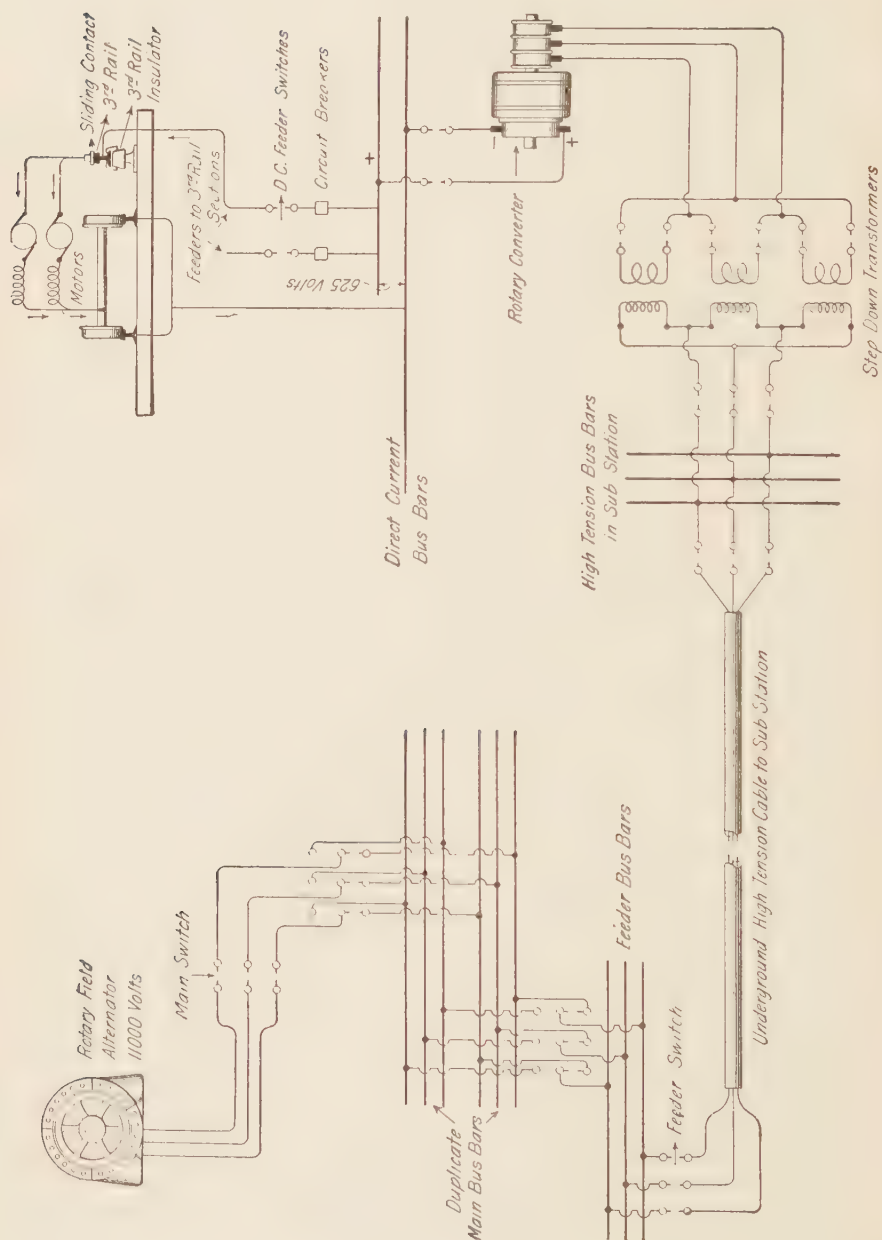 Sliding Contact
3rd Rail
3rd Rail
Insulator
Motors
Feeders to 3rd Rail
Sections
D.C. Feeder Switches
Circuit Breakers
625 Volts
+
Direct Current
Bus Bars
-
+
Rotary Converter
Step Down Transformers
High Tension Bus Bars
in Sub Station
Underground High Tension Cable to Sub Station
Rotary Field
Alternator
11000 Volts
Main Switch
Duplicate
Main Bus Bars
Feeder Bus Bars
Feeder Switch